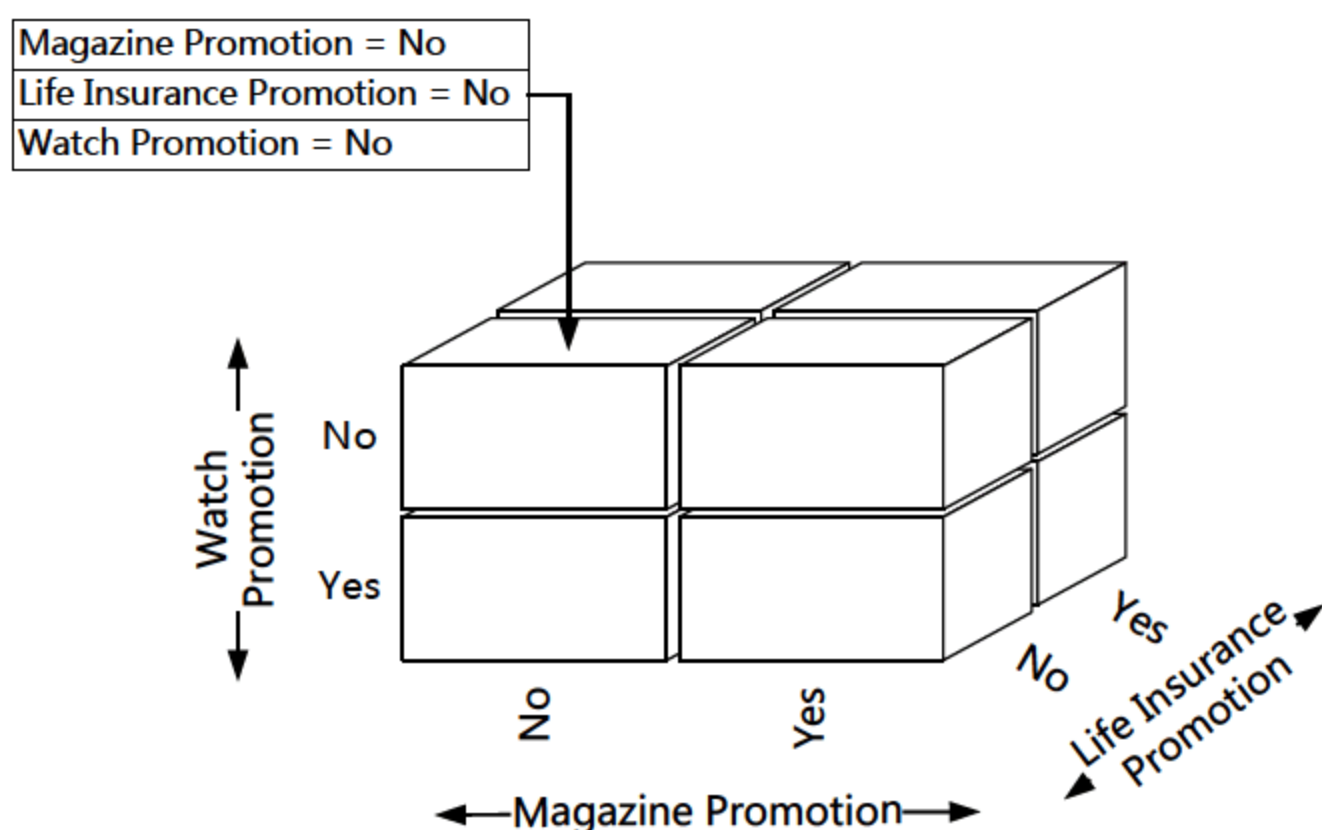 Magazine Promotion = No
Life Insurance Promotion = No
Watch Promotion = No
No
Yes
Watch
Promotion
No
Yes
No
Yes
Life Insurance
Promotion
Magazine Promotion